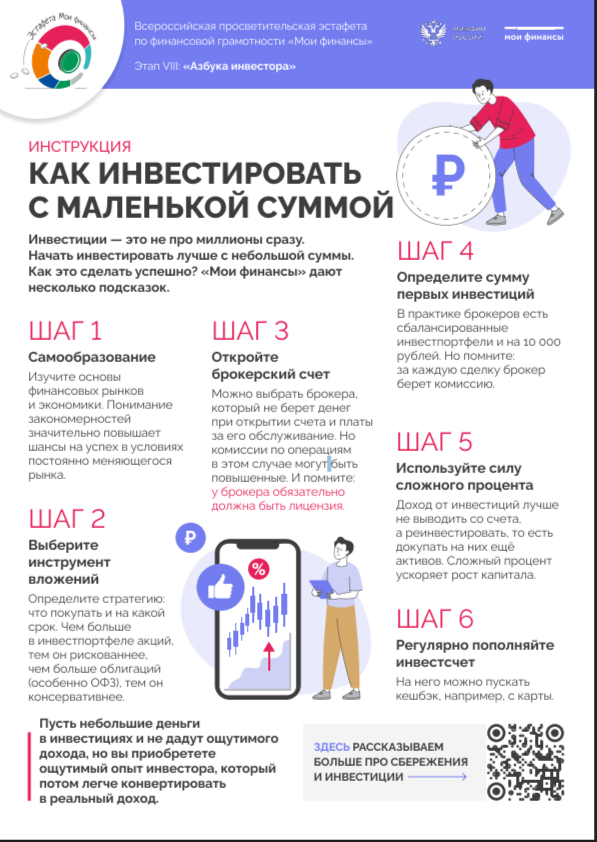 Эстафета Мои финансы
Всероссийская просветительская эстафета
по финансовой грамотности «Мои финансы»
Этап VIII: «Азбука инвестора»
МИНФИН
РОССИИ
мои финансы
ИНСТРУКЦИЯ
КАК ИНВЕСТИРОВАТЬ
С МАЛЕНЬКОЙ СУММОЙ
Инвестиции — это не про миллионы сразу.
Начать инвестировать лучше с небольшой суммы.
Как это сделать успешно? «Мои финансы» дают
несколько подсказок.
ШАГ 1
Самообразование
Изучите основы
финансовых рынков
и экономики. Понимание
закономерностей
значительно повышает
шансы на успех в условиях
постоянно меняющегося
рынка.
ШАГ 2
Выберите
инструмент
вложений
Определите стратегию:
что покупать и на какой
срок. Чем больше
в инвестпортфеле акций,
тем он рискованнее,
чем больше облигаций
(особенно ОФЗ), тем он
консервативнее.
ШАГ 3
Откройте
брокерский счет
Можно выбрать брокера,
который не берет денег
при открытии счета и платы
за его обслуживание. Но
комиссии по операциям
в этом случае могут быть
повышенные. И помните:
у брокера обязательно
должна быть лицензия.
₽
%
₽
ШАГ 4
Определите сумму
первых инвестиций
В практике брокеров есть
сбалансированные
инвестпортфели и на 10 000
рублей. Но помните:
за каждую сделку брокер
берет комиссию.
ШАГ 5
Используйте силу
сложного процента
Доход от инвестиций лучше
не выводить со счета,
а реинвестировать, то есть
докупать на них ещё
активов. Сложный процент
ускоряет рост капитала.
ШАГ 6
Регулярно пополняйте
инвестсчет
На него можно пускать
кешбэк, например, с карты.
Пусть небольшие деньги
в инвестициях и не дадут ощутимого
дохода, но вы приобретете
ощутимый опыт инвестора, который
потом легче конвертировать
в реальный доход.
ЗДЕСЬ РАССКАЗЫВАЕМ
БОЛЬШЕ ПРО СБЕРЕЖЕНИЯ
И ИНВЕСТИЦИИ